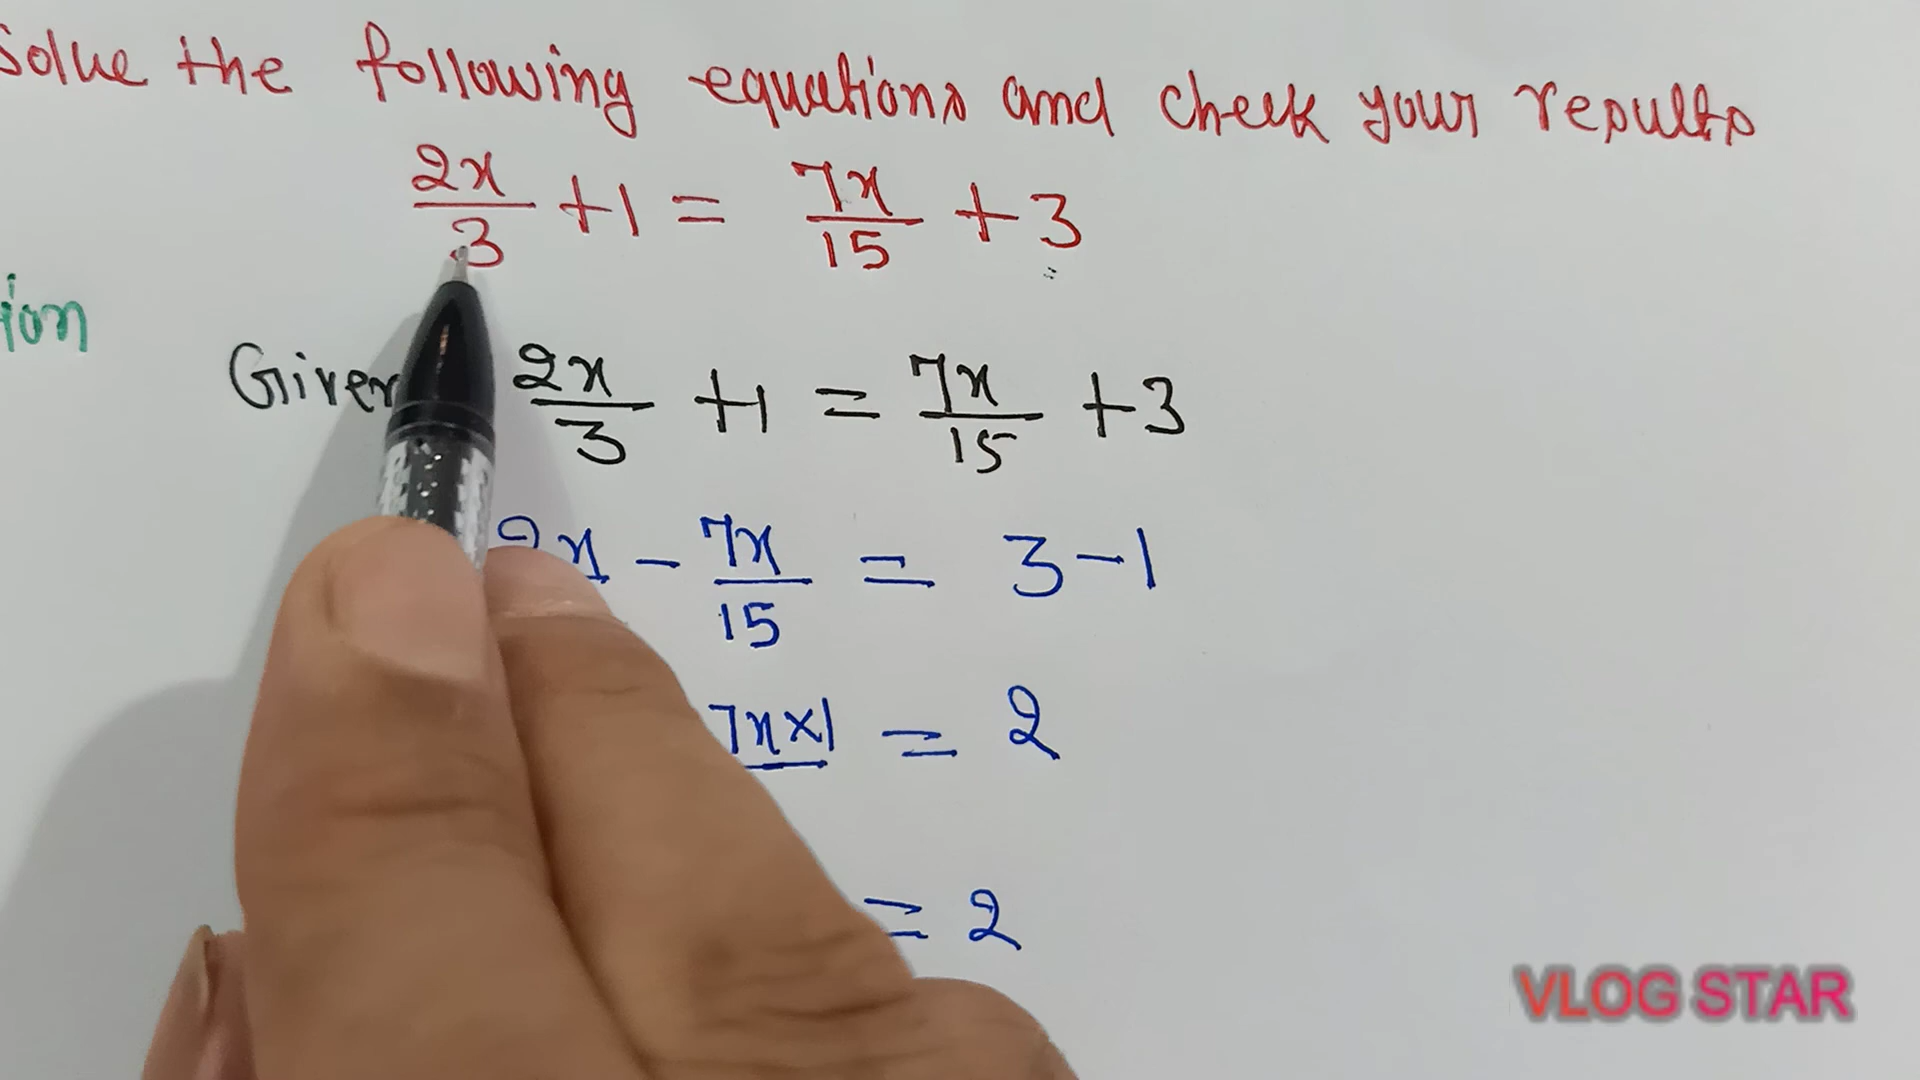 solve the following equations and check your results
2x/3 + 1 = 7x/15 + 3
Given 2x/3 + 1 = 7x/15 + 3
2x - 7x/15 = 3 - 1
7x×1 = 2
= 2
VLOG STAR